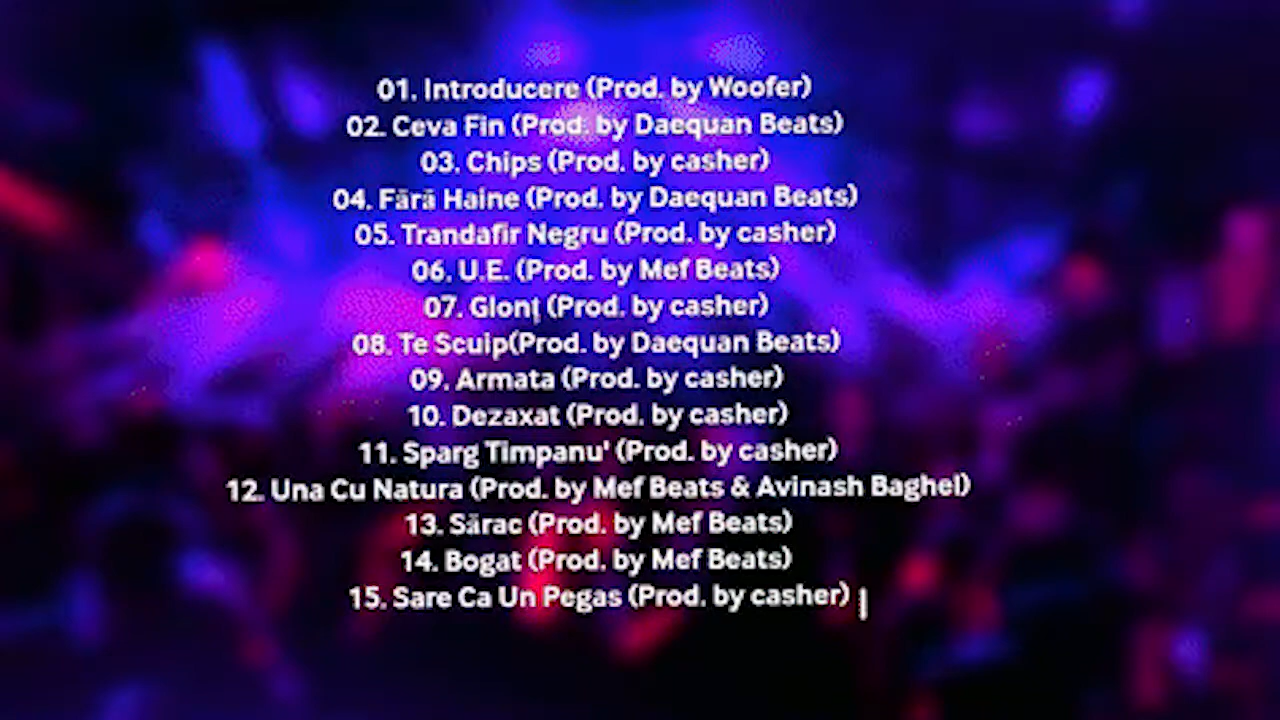 01. Introducere (Prod. by Woofer)
02. Ceva Fin (Prod. by Daequan Beats)
03. Chips (Prod. by casher)
04. Fără Haine (Prod. by Daequan Beats)
05. Trandafir Negru (Prod. by casher)
06. U.E. (Prod. by Mef Beats)
07. Glonț (Prod. by casher)
08. Te Scuip(Prod. by Daequan Beats)
09. Armata (Prod. by casher)
10. Dezaxat (Prod. by casher)
11. Sparg Timpanu' (Prod. by casher)
12. Una Cu Natura (Prod. by Mef Beats & Avinash Baghel)
13. Sărac (Prod. by Mef Beats)
14. Bogat (Prod. by Mef Beats)
15. Sare Ca Un Pegas (Prod. by casher)